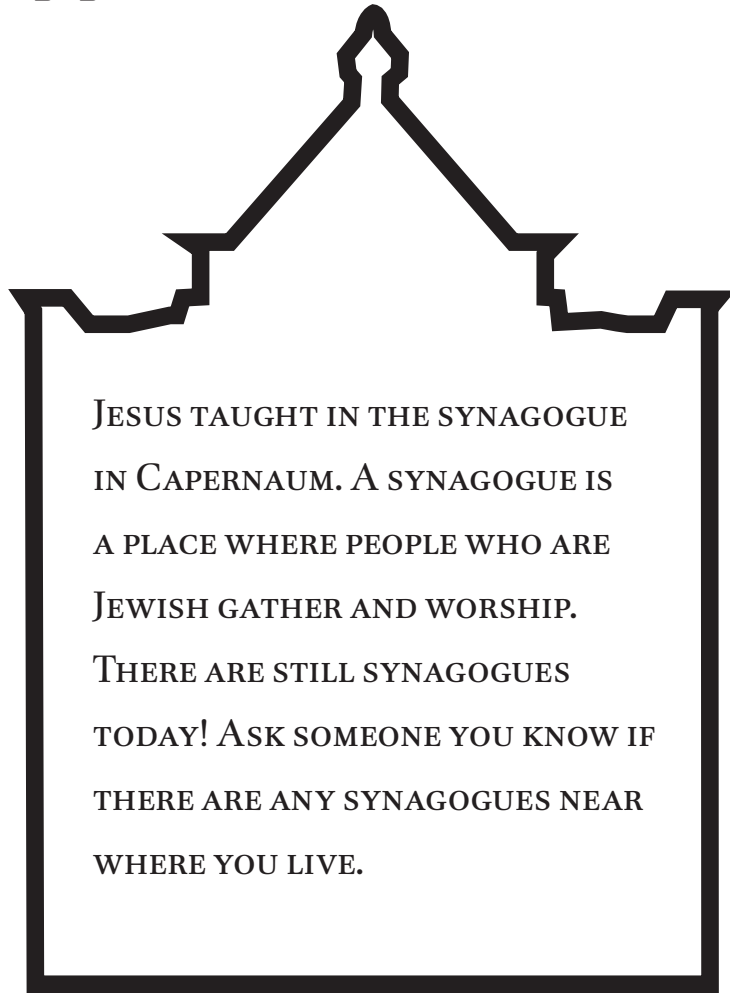 Jesus taught in the synagogue
in Capernaum. A synagogue is
a place where people who are
Jewish gather and worship.
There are still synagogues
today! Ask someone you know if
there are any synagogues near
where you live.